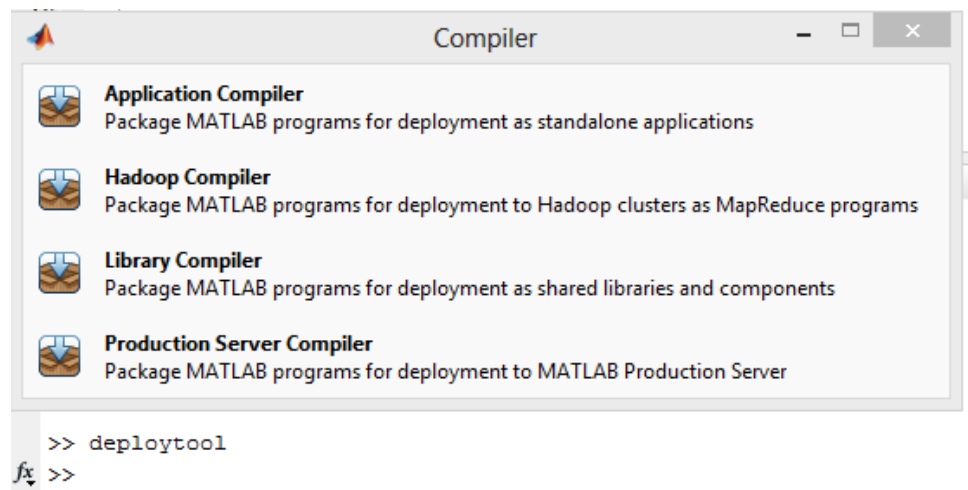 Compiler
Application Compiler
Package MATLAB programs for deployment as standalone applications
Hadoop Compiler
Package MATLAB programs for deployment to Hadoop clusters as MapReduce programs
Library Compiler
Package MATLAB programs for deployment as shared libraries and components
Production Server Compiler
Package MATLAB programs for deployment to MATLAB Production Server
>> deploytool
fx >>